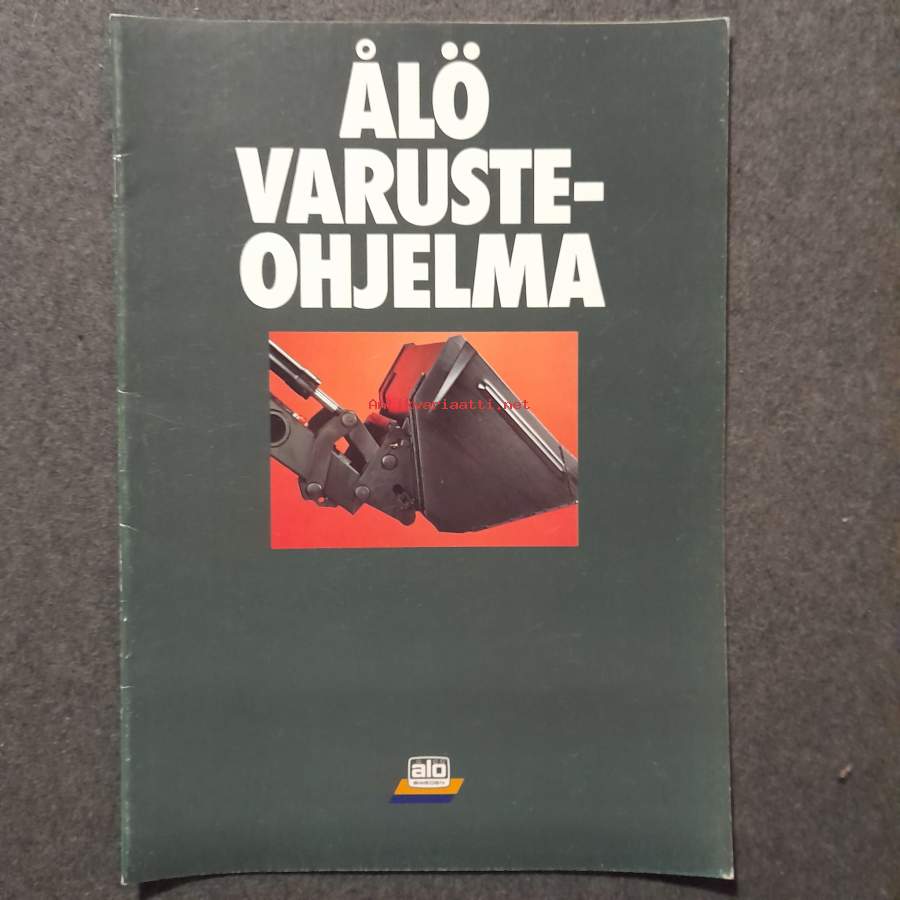 ÅLÖ
VARUSTE-
OHJELMA
Antikvariaatti.net
ålö
SWEDEN